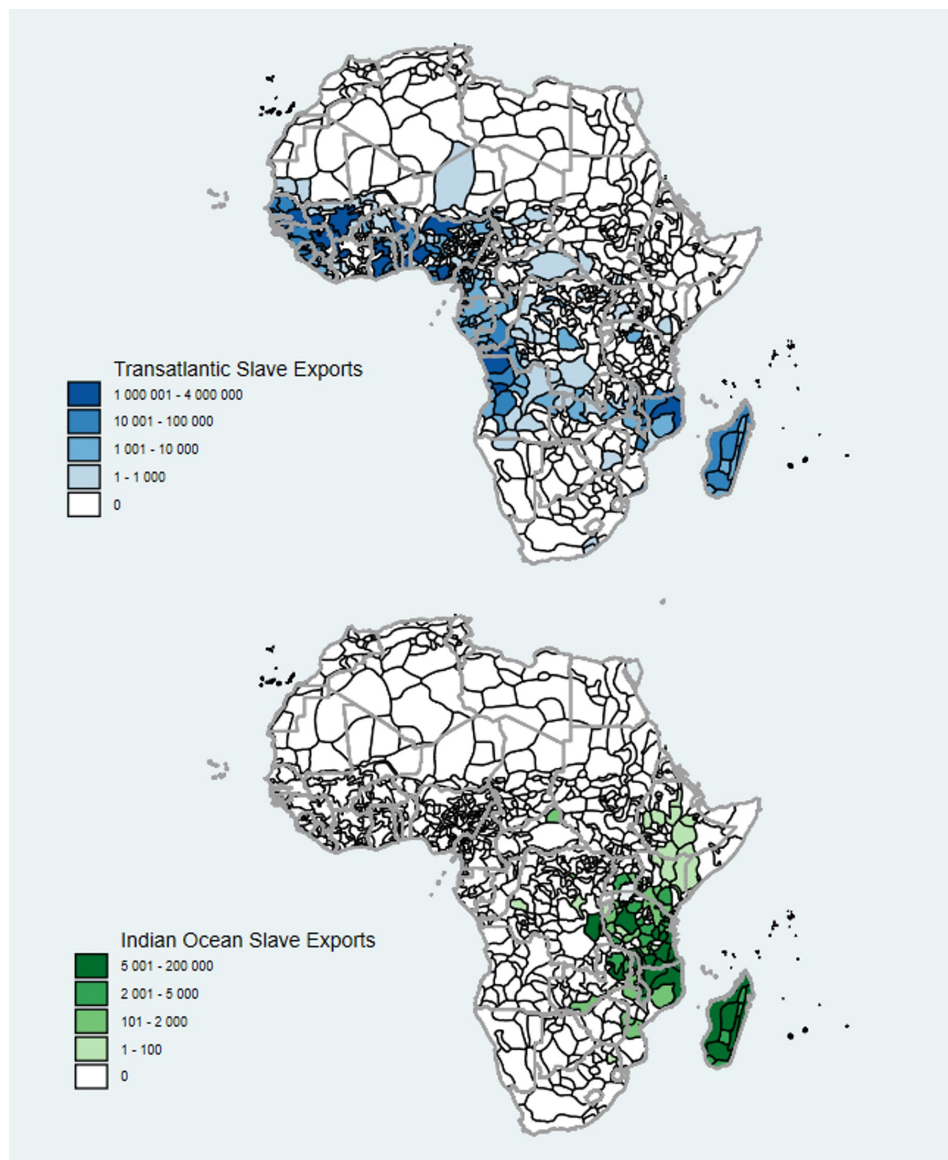 Transatlantic Slave Exports
1 000 001 - 4 000 000
10 001 - 100 000
1 001 - 10 000
1 - 1 000
0
Indian Ocean Slave Exports
5 001 - 200 000
2 001 - 5 000
101 - 2 000
1 - 100
0